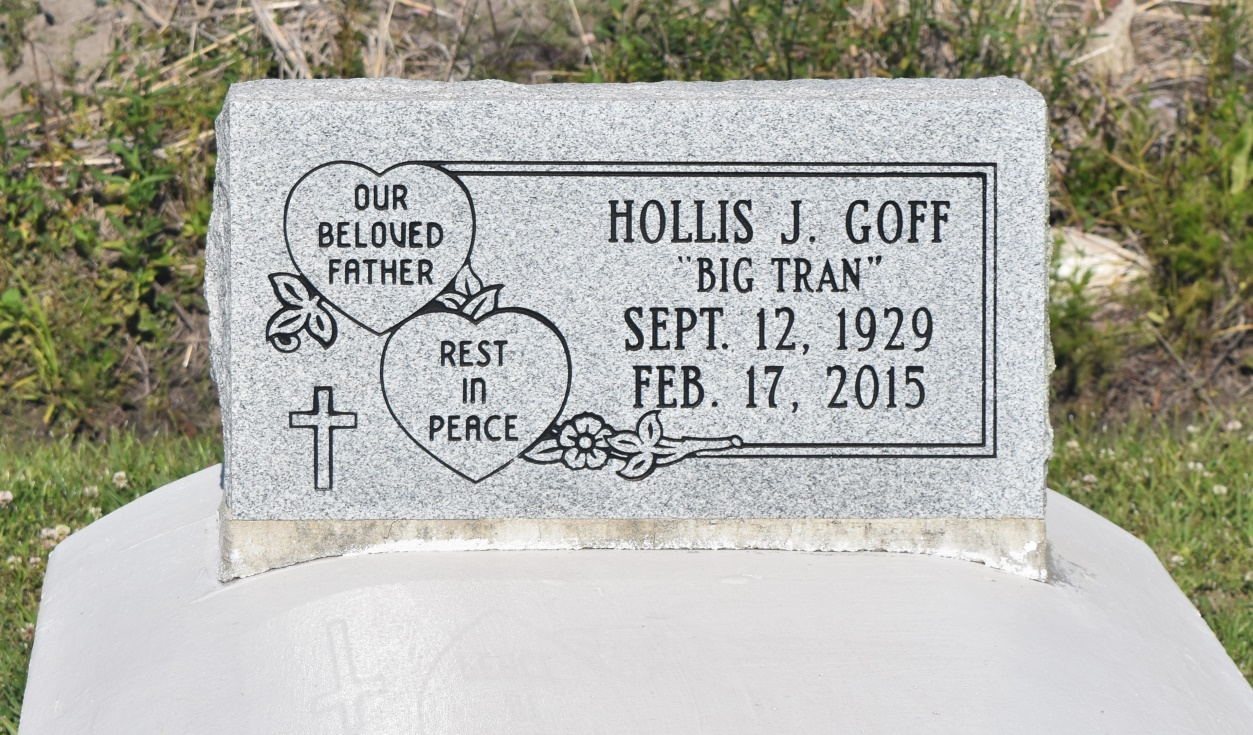 OUR
BELOVED
FATHER
REST
IN
PEACE
HOLLIS J. GOFF
"BIG TRAN"
SEPT. 12, 1929
FEB. 17, 2015